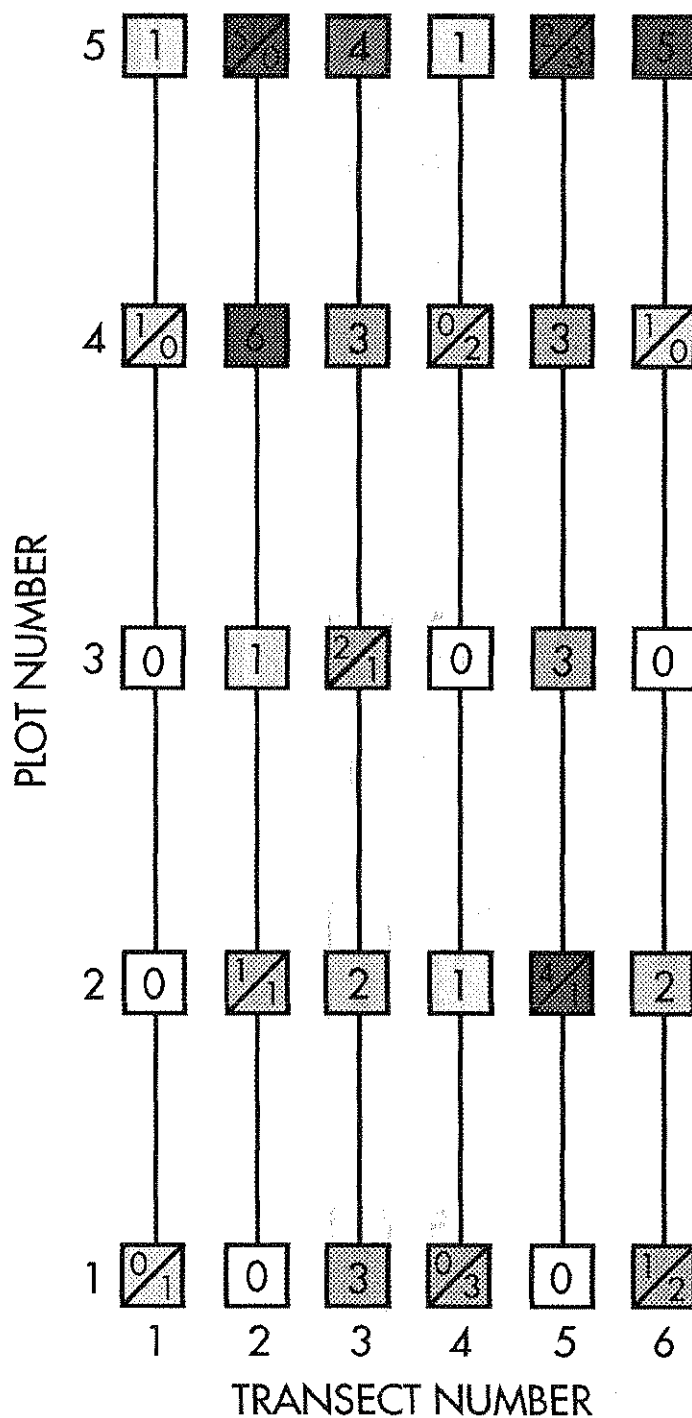 5 1 4 1 5
4 1/0 6 3 0/2 3 1/0
3 0 1 2/1 0 3 0
2 0 1/1 2 1 4/1 2
1 0/1 0 3 0/3 0 1/2
1 2 3 4 5 6
TRANSECT NUMBER
PLOT NUMBER